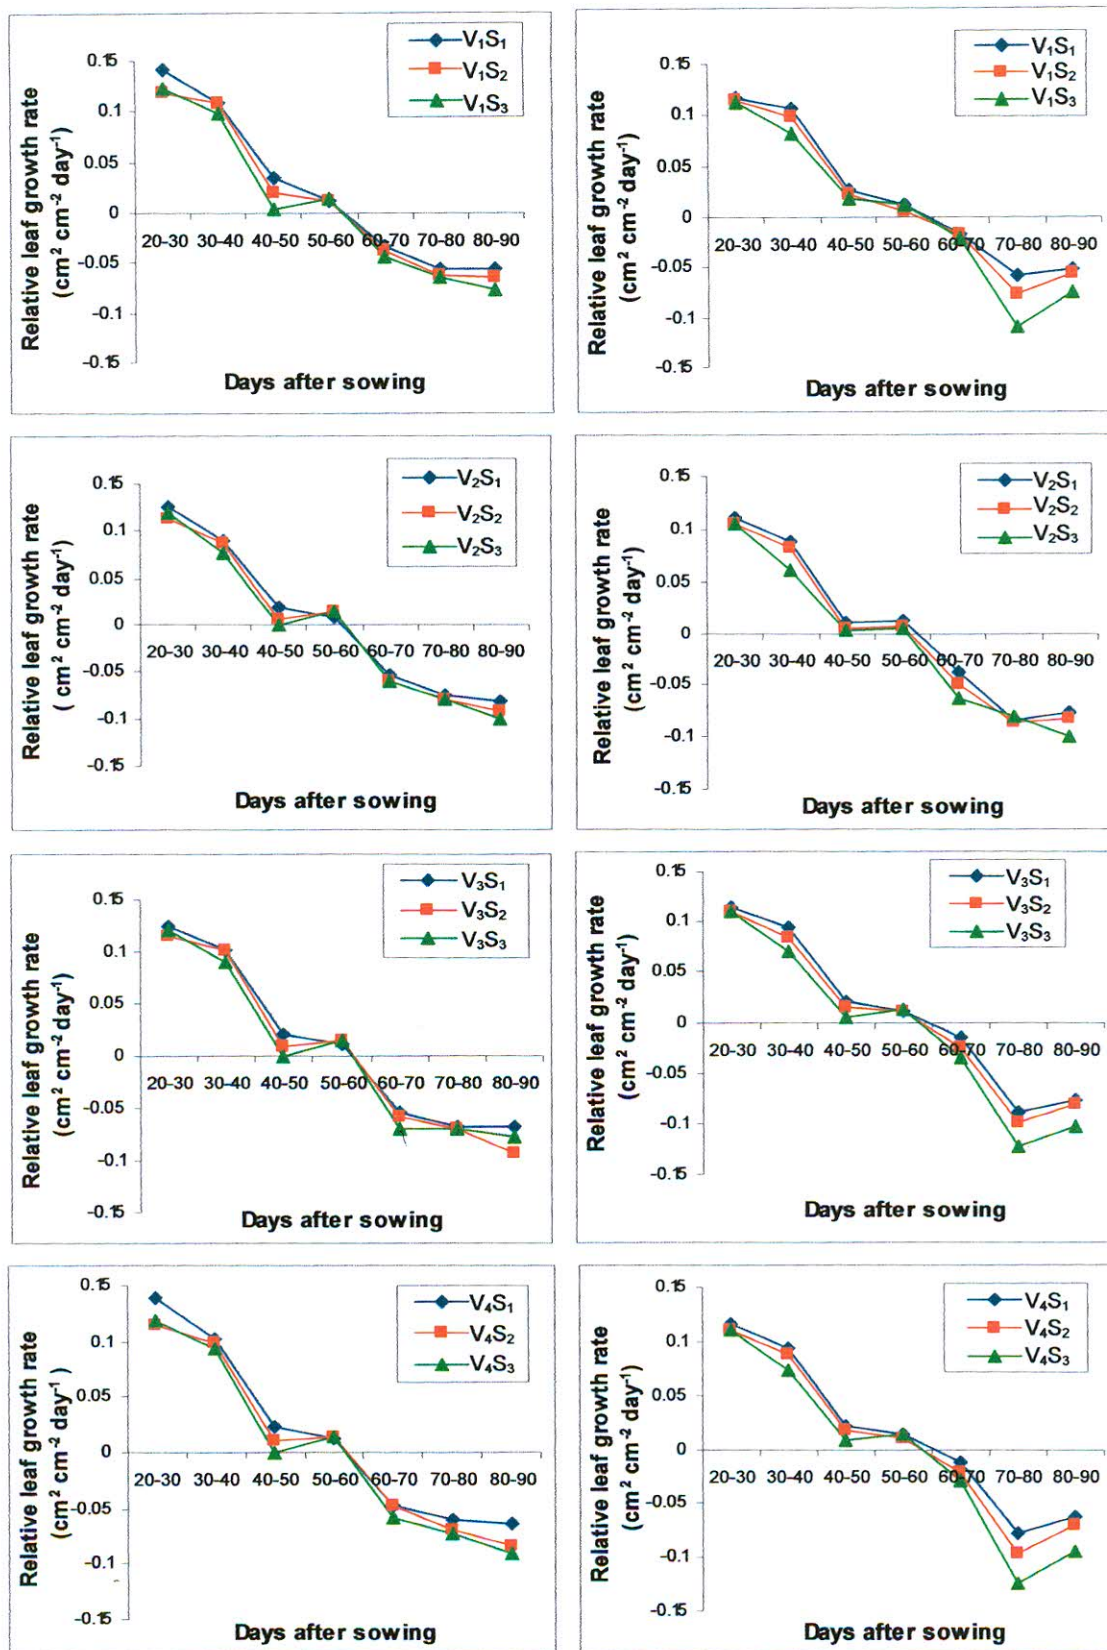 V₁S₁
V₁S₂
V₁S₃
0.15
0.1
0.05
0
-0.05
-0.1
-0.15
20-30 30-40 40-50 50-60 60-70 70-80 80-90
Relative leaf growth rate
(cm² cm⁻² day⁻¹)
Days after sowing
V₁S₁
V₁S₂
V₁S₃
0.15
0.1
0.05
0
-0.05
-0.1
-0.15
20-30 30-40 40-50 50-60 60-70 70-80 80-90
Relative leaf growth rate
(cm² cm⁻² day⁻¹)
Days after sowing
V₂S₁
V₂S₂
V₂S₃
0.15
0.1
0.05
0
-0.05
-0.1
-0.15
20-30 30-40 40-50 50-60 60-70 70-80 80-90
Relative leaf growth rate
( cm² cm⁻² day⁻¹)
Days after sowing
V₂S₁
V₂S₂
V₂S₃
0.15
0.1
0.05
0
-0.05
-0.1
-0.15
20-30 30-40 40-50 50-60 60-70 70-80 80-90
Relative leaf growth rate
(cm² cm⁻² day⁻¹)
Days after sowing
V₃S₁
V₃S₂
V₃S₃
0.15
0.1
0.05
0
-0.05
-0.1
-0.15
20-30 30-40 40-50 50-60 60-70 70-80 80-90
Relative leaf growth rate
(cm² cm⁻² day⁻¹)
Days after sowing
V₃S₁
V₃S₂
V₃S₃
0.15
0.1
0.05
0
-0.05
-0.1
-0.15
20-30 30-40 40-50 50-60 60-70 70-80 80-90
Relative leaf growth rate
(cm² cm⁻² day⁻¹)
Days after sowing
V₄S₁
V₄S₂
V₄S₃
0.15
0.1
0.05
0
-0.05
-0.1
-0.15
20-30 30-40 40-50 50-60 60-70 70-80 80-90
Relative leaf growth rate
(cm² cm⁻² day⁻¹)
Days after sowing
V₄S₁
V₄S₂
V₄S₃
0.15
0.1
0.05
0
-0.05
-0.1
-0.15
20-30 30-40 40-50 50-60 60-70 70-80 80-90
Relative leaf growth rate
(cm² cm⁻² day⁻¹)
Days after sowing